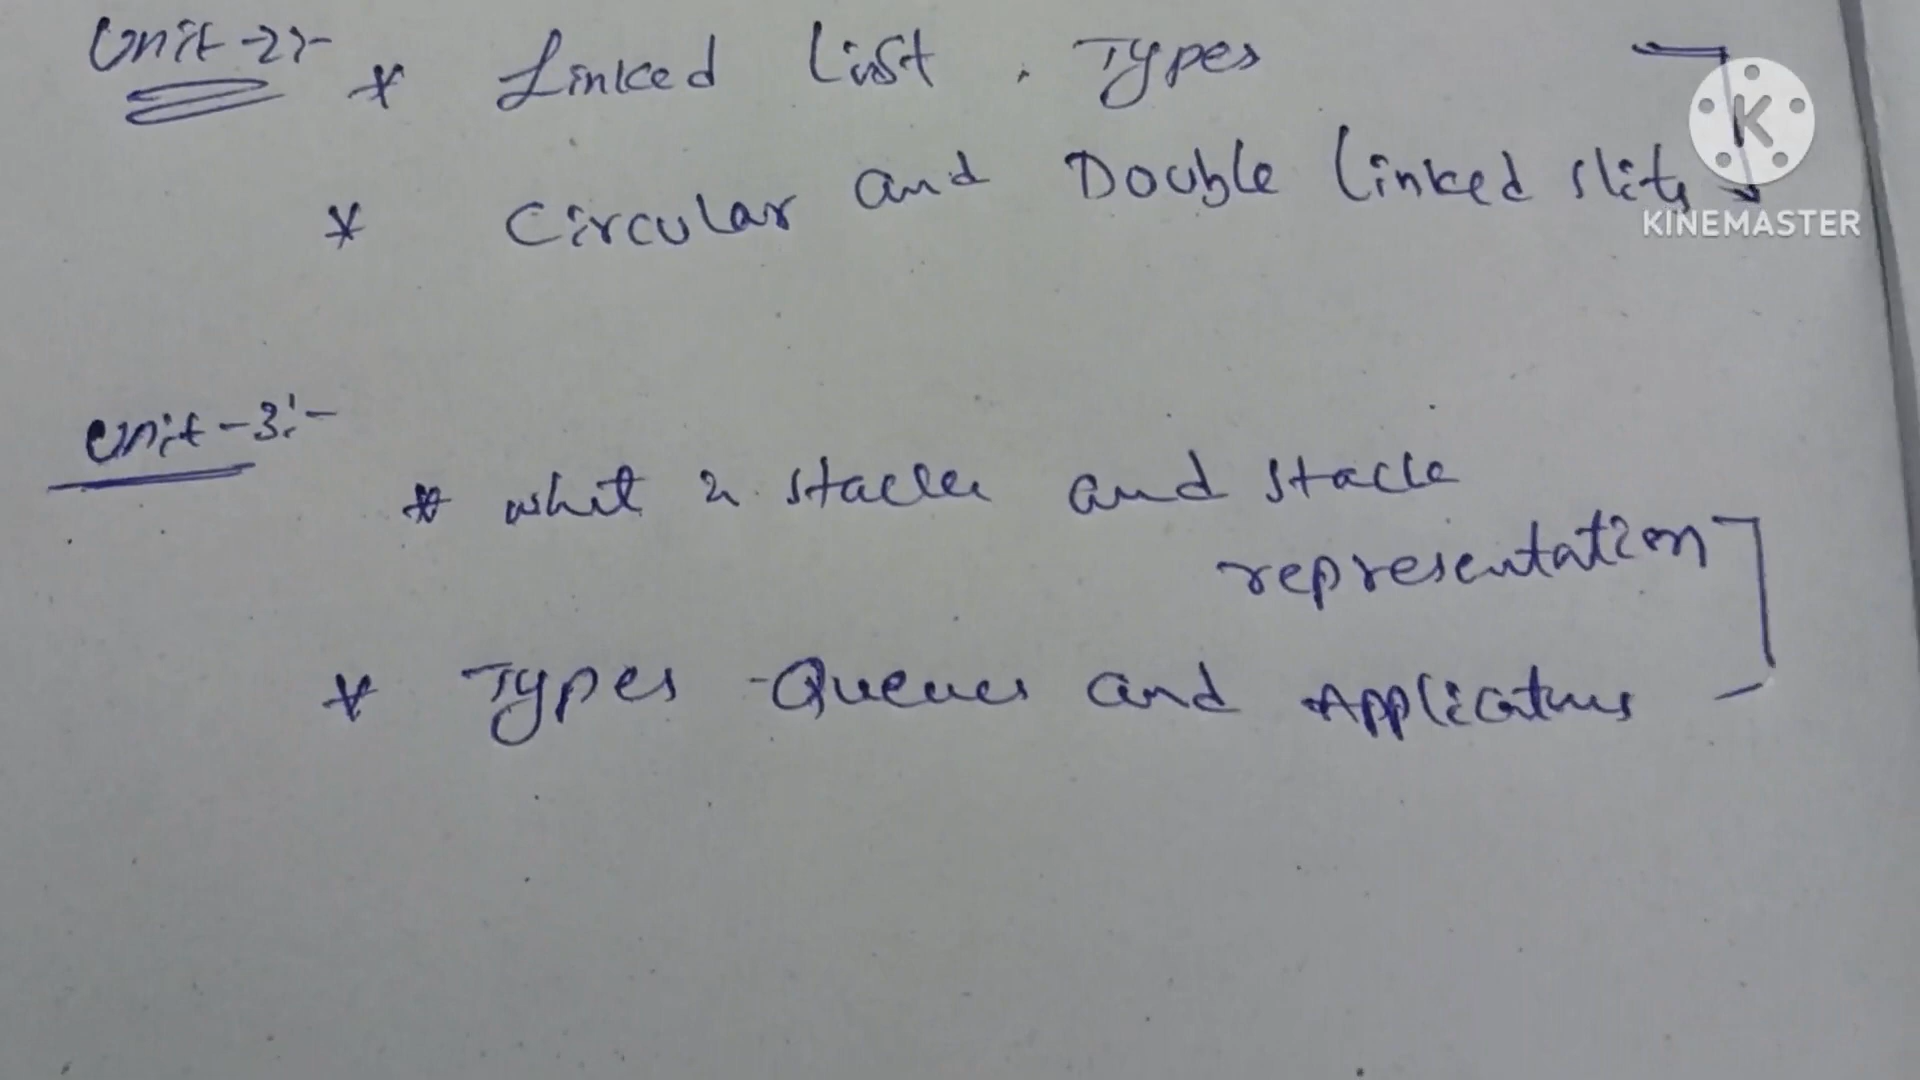 Unit-2:- * Linked List. Types
* Circular and Double linked slits
KINEMASTER
Unit-3:-
* what is stack and stack
representation
* Types -Queues and Applications